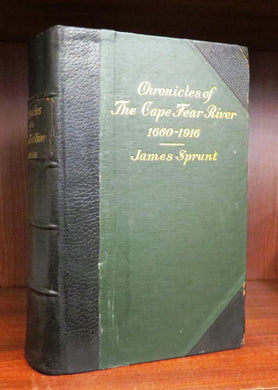 Chronicles of
The Cape Fear River
1660-1916
James Sprunt